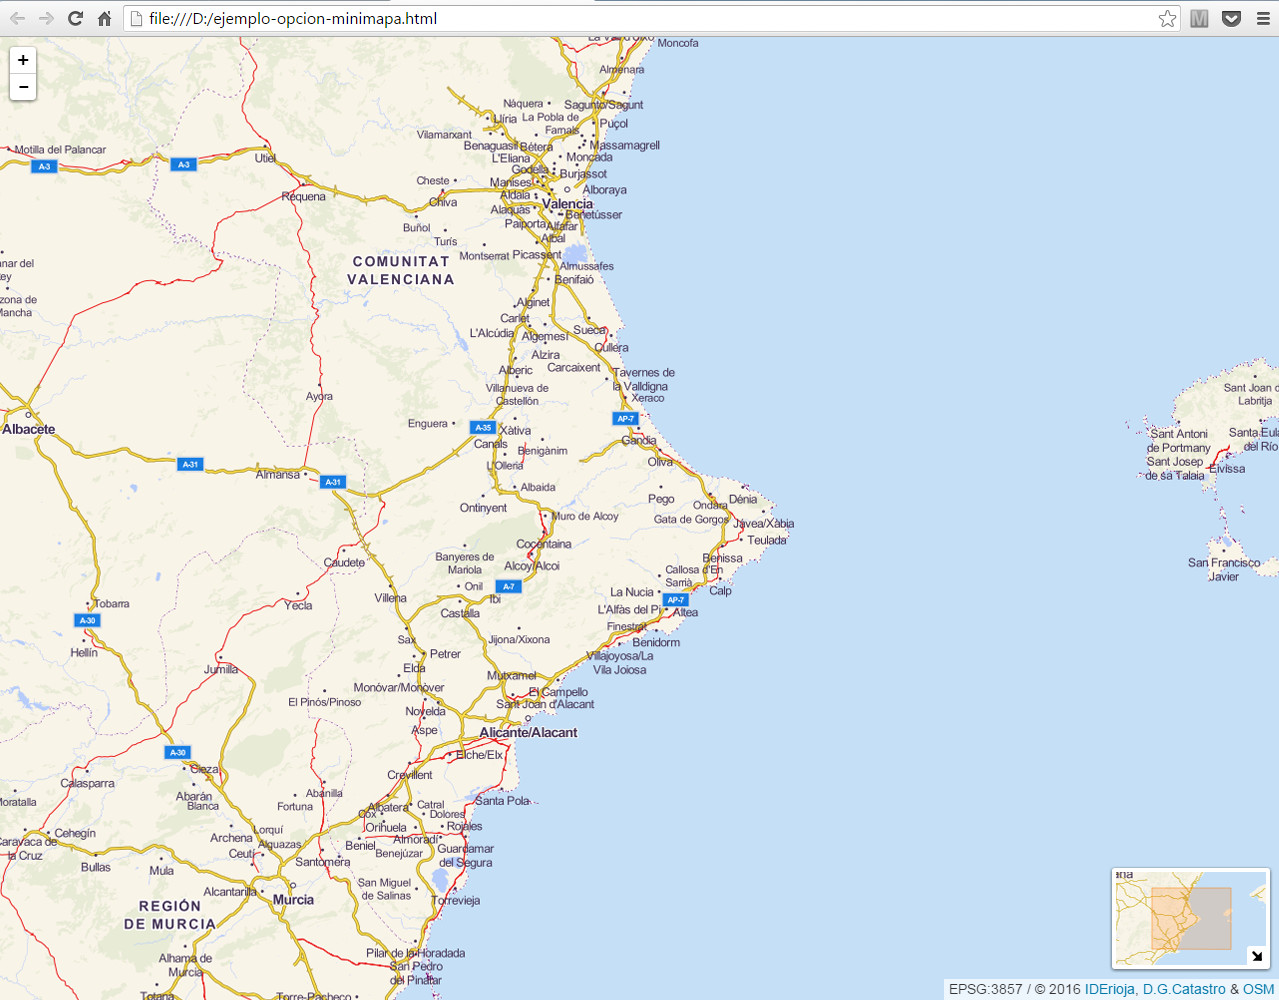 file:///D:/ejemplo-opcion-minimapa.html
M
+
−
Moncofa
Almenara
Nàquera
Sagunto/Sagunt
Llíria
La Pobla de
Farnals
Puçol
Vilamarxant
Massamagrell
Benaguasil
Bétera
L'Eliana
Moncada
Godella
Burjassot
Motilla del Palancar
A-3
A-3
Utiel
Requena
Cheste
Manises
Alboraya
Chiva
Aldaia
Valencia
Alaquàs
Benetússer
Buñol
Paiporta
Alfafar
Turís
Albal
Montserrat
Picassent
COMUNITAT
VALENCIANA
Almussafes
Benifaió
Alginet
Carlet
L'Alcúdia
Algemesí
Sueca
Cullera
Alzira
Carcaixent
Alberic
Tavernes de
la Valldigna
Villanueva de
Castellón
Xeraco
Ayora
Enguera
A-35
Xàtiva
AP-7
Canals
Gandia
Benigànim
L'Olleria
Oliva
Albacete
A-31
Almansa
A-31
Albaida
Ontinyent
Pego
Dénia
Ondara
Muro de Alcoy
Gata de Gorgos
Jávea/Xàbia
Teulada
Cocentaina
Banyeres de
Mariola
Alcoy/Alcoi
Benissa
Callosa d'En
Sarrià
Caudete
Onil
A-7
Ibi
La Nucia
Calp
AP-7
Villena
Castalla
L'Alfàs del Pi
Altea
Yecla
Finestrat
Tobarra
A-30
Sax
Jijona/Xixona
Benidorm
Hellín
Petrer
Villajoyosa/La
Vila Joiosa
Jumilla
Elda
Mutxamel
Monóvar/Monòver
El Campello
El Pinós/Pinoso
Sant Joan d'Alacant
Novelda
Aspe
Alicante/Alacant
A-30
Elche/Elx
Cieza
Crevillent
Calasparra
Abarán
Blanca
Abanilla
Fortuna
Santa Pola
Moratalla
Albatera
Catral
Cox
Dolores
Lorquí
Orihuela
Rojales
Cehegín
Archena
Alguazas
Almoradí
Caravaca de
la Cruz
Ceutí
Beniel
Benejúzar
Guardamar
del Segura
Bullas
Mula
Santomera
Alcantarilla
San Miguel
de Salinas
Murcia
Torrevieja
REGIÓN
DE MURCIA
Alhama de
Murcia
Pilar de la Horadada
San Pedro
del Pinatar
Totana
Torre-Pacheco
Sant Joan
Labritja
Sant Antoni
de Portmany
Santa Eul
del Río
Sant Josep
de sa Talaia
Eivissa
San Francisco
Javier
EPSG:3857 / © 2016 IDErioja, D.G.Catastro & OSM